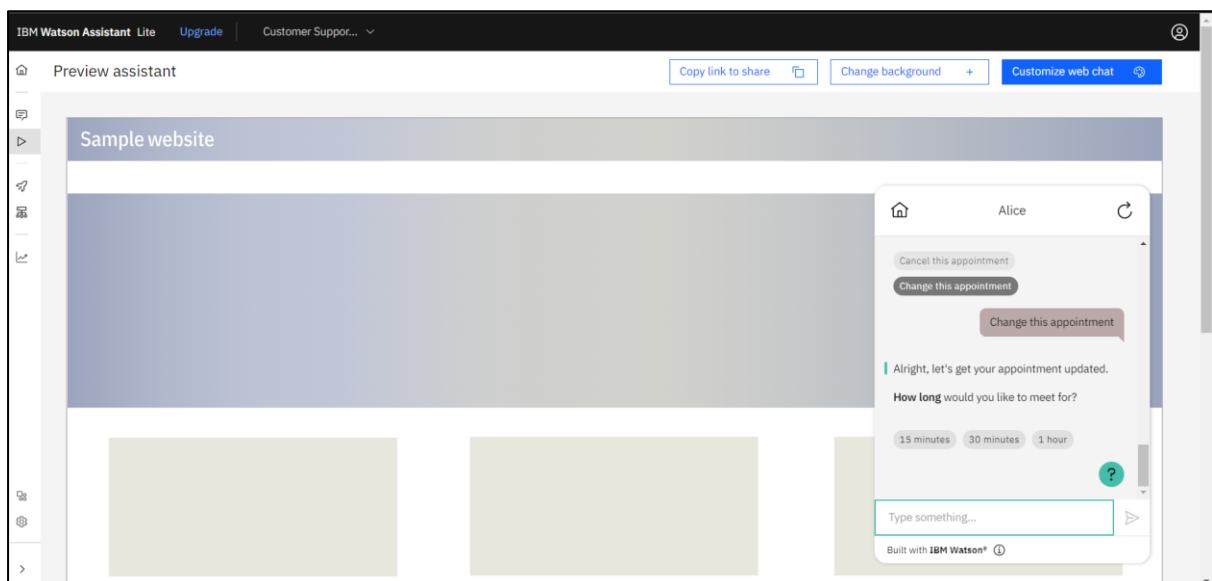 IBM Watson Assistant Lite Upgrade Customer Suppor...
Preview assistant Copy link to share Change background + Customize web chat
Sample website
Alice
Cancel this appointment
Change this appointment
Change this appointment
Alright, let's get your appointment updated.
How long would you like to meet for?
15 minutes 30 minutes 1 hour
?
Type something...
Built with IBM Watson®